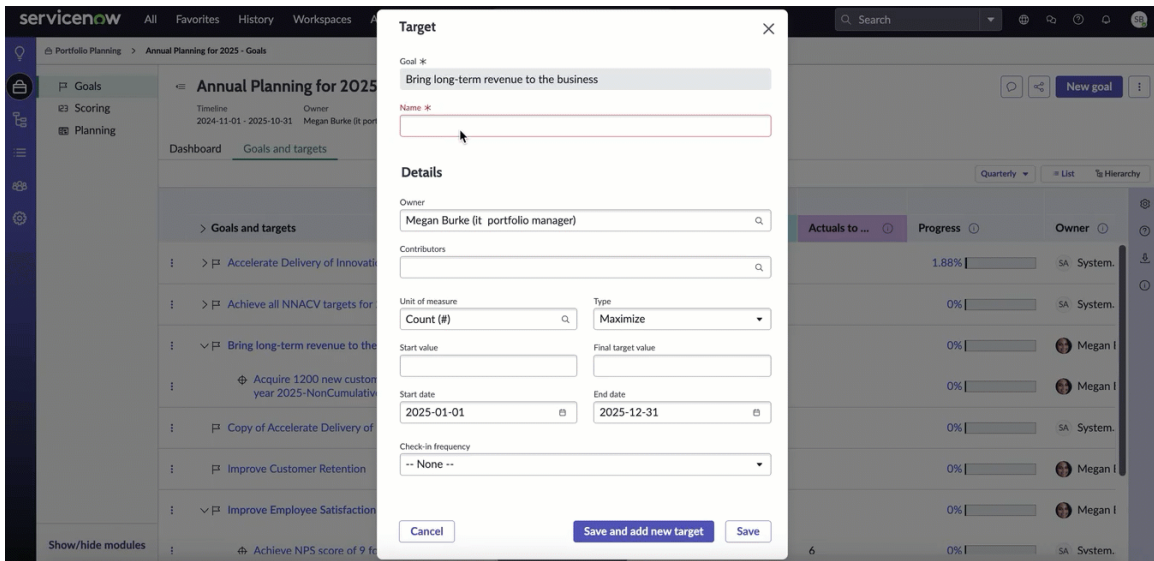 servicenow All Favorites History Workspaces A Search SB
Portfolio Planning > Annual Planning for 2025 - Goals
Goals
Scoring
Planning
Show/hide modules
Annual Planning for 2025
Timeline Owner
2024-11-01 - 2025-10-31 Megan Burke (it port
New goal
Dashboard Goals and targets
Quarterly List Hierarchy
Goals and targets Actuals to ... Progress Owner
Accelerate Delivery of Innovati 1.88% SA System.
Achieve all NNACV targets for 0% SA System.
Bring long-term revenue to the 0% Megan
Acquire 1200 new custom
year 2025-NonCumulative 0% Megan
Copy of Accelerate Delivery of 0% SA System.
Improve Customer Retention 0% Megan
Improve Employee Satisfaction 0% Megan
Achieve NPS score of 9 fo 6 0% SA System.
Target
Goal *
Bring long-term revenue to the business
Name *
Details
Owner
Megan Burke (it portfolio manager)
Contributors
Unit of measure Type
Count (#) Maximize
Start value Final target value
Start date End date
2025-01-01 2025-12-31
Check-in frequency
-- None --
Cancel Save and add new target Save